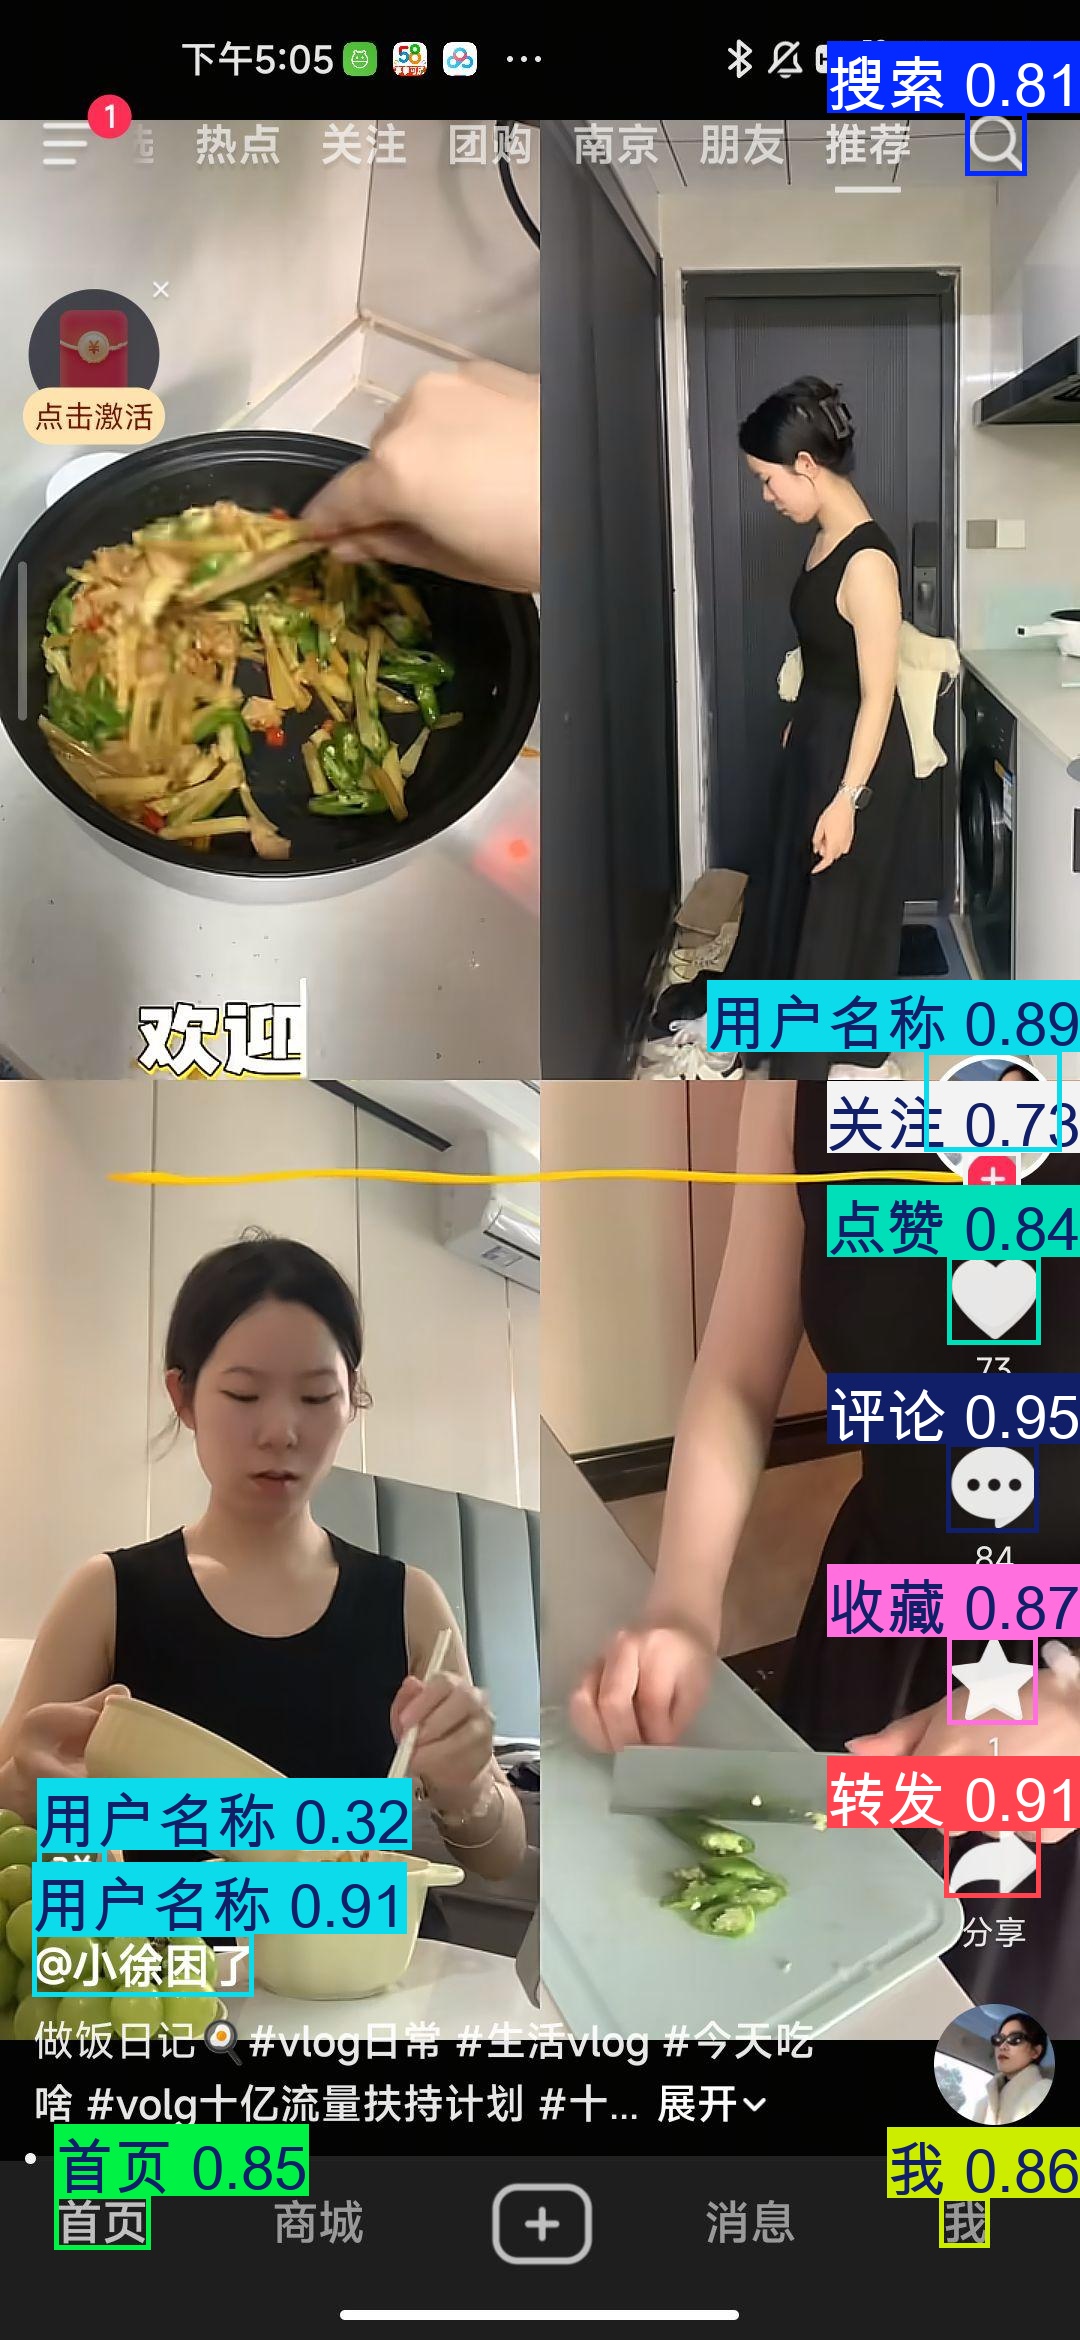 下午5:05
58
搜索 0.81
1
选 热点 关注 团购 南京 朋友 推荐
点击激活
欢迎
用户名称 0.89
关注 0.73
点赞 0.84
73
评论 0.95
84
收藏 0.87
1
转发 0.91
分享
用户名称 0.32
用户名称 0.91
@小徐困了
做饭日记🍳#vlog日常 #生活vlog #今天吃
啥 #volg十亿流量扶持计划 #十... 展开
首页 0.85
我 0.86
首页 商城 消息 我